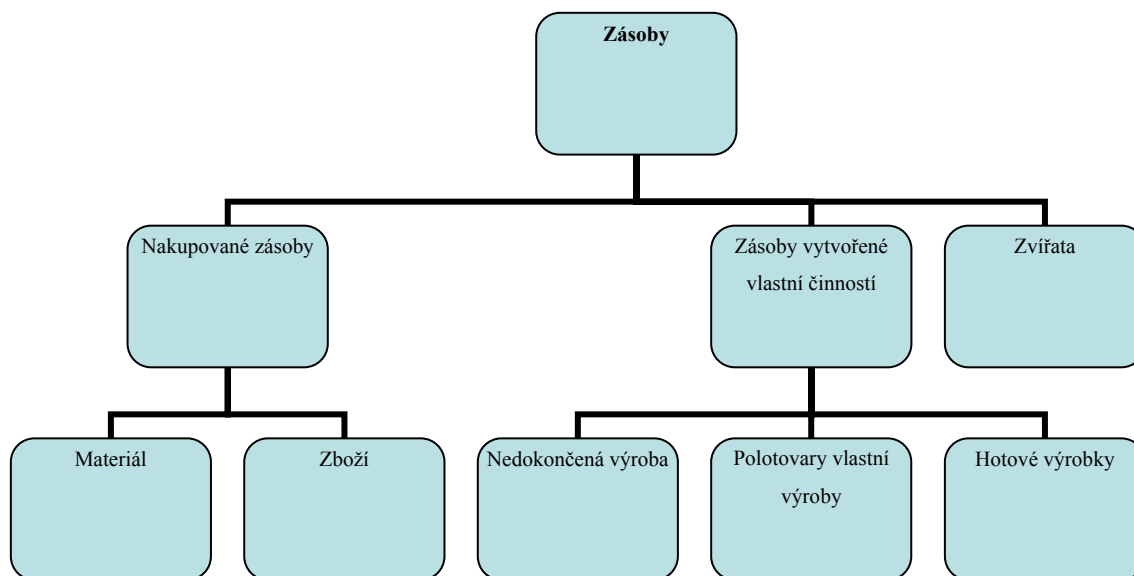 Zásoby
Nakupované zásoby
Zásoby vytvořené
vlastní činností
Zvířata
Materiál
Zboží
Nedokončená výroba
Polotovary vlastní
výroby
Hotové výrobky